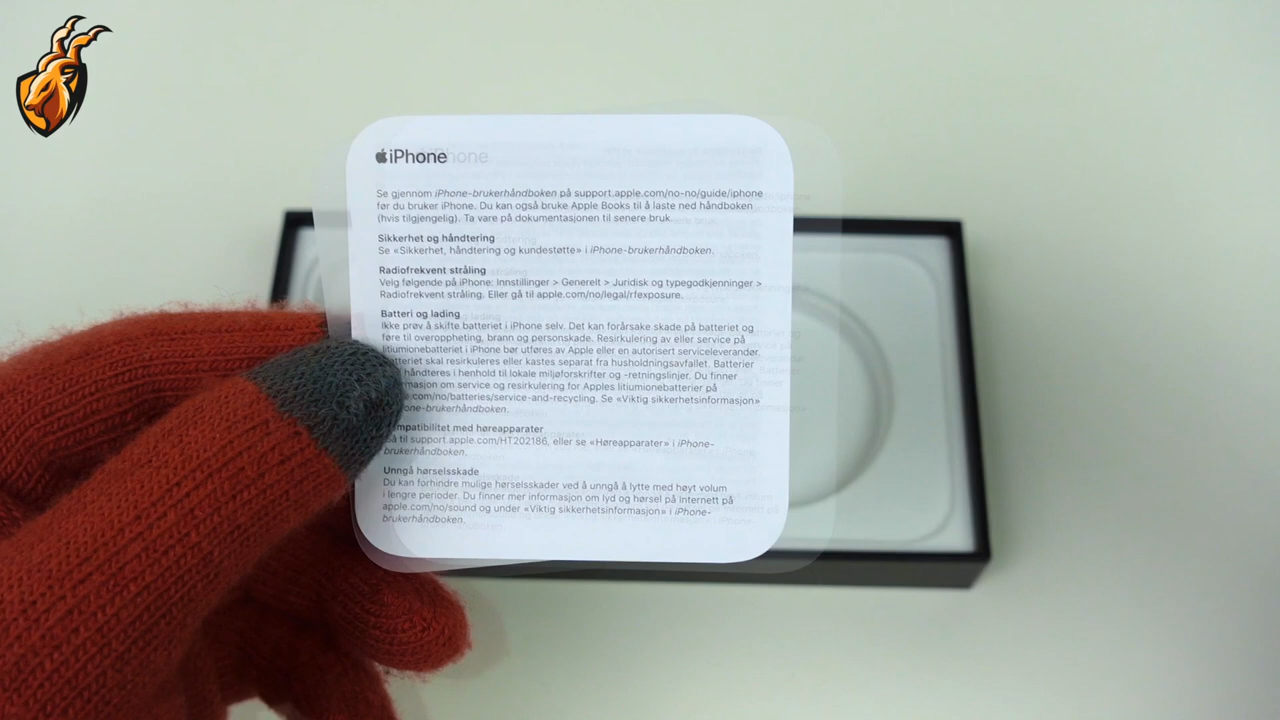 iPhone
Se gjennom iPhone-brukerhåndboken på support.apple.com/no-no/guide/iphone
før du bruker iPhone. Du kan også bruke Apple Books til å laste ned håndboken
(hvis tilgjengelig). Ta vare på dokumentasjonen til senere bruk.
Sikkerhet og håndtering
Se «Sikkerhet, håndtering og kundestøtte» i iPhone-brukerhåndboken.
Radiofrekvent stråling
Velg følgende på iPhone: Innstillinger > Generelt > Juridisk og typegodkjenninger >
Radiofrekvent stråling. Eller gå til apple.com/no/legal/rfexposure.
Batteri og lading
Ikke prøv å skifte batteriet i iPhone selv. Det kan forårsake skade på batteriet og
føre til overoppheting, brann og personskade. Resirkulering av eller service på
litiumionebatteriet i iPhone bør utføres av Apple eller en autorisert serviceleverandør.
atteriet skal resirkuleres eller kastes separat fra husholdningsavfallet. Batterier
håndteres i henhold til lokale miljøforskrifter og -retningslinjer. Du finner
rmasjon om service og resirkulering for Apples litiumionebatterier på
.com/no/batteries/service-and-recycling. Se «Viktig sikkerhetsinformasjon»
one-brukerhåndboken.
mpatibilitet med høreapparater
å til support.apple.com/HT202186, eller se «Høreapparater» i iPhone-
brukerhåndboken.
Unngå hørselsskade
Du kan forhindre mulige hørselsskader ved å unngå å lytte med høyt volum
i lengre perioder. Du finner mer informasjon om lyd og hørsel på Internett på
apple.com/no/sound og under «Viktig sikkerhetsinformasjon» i iPhone-
brukerhåndboken.